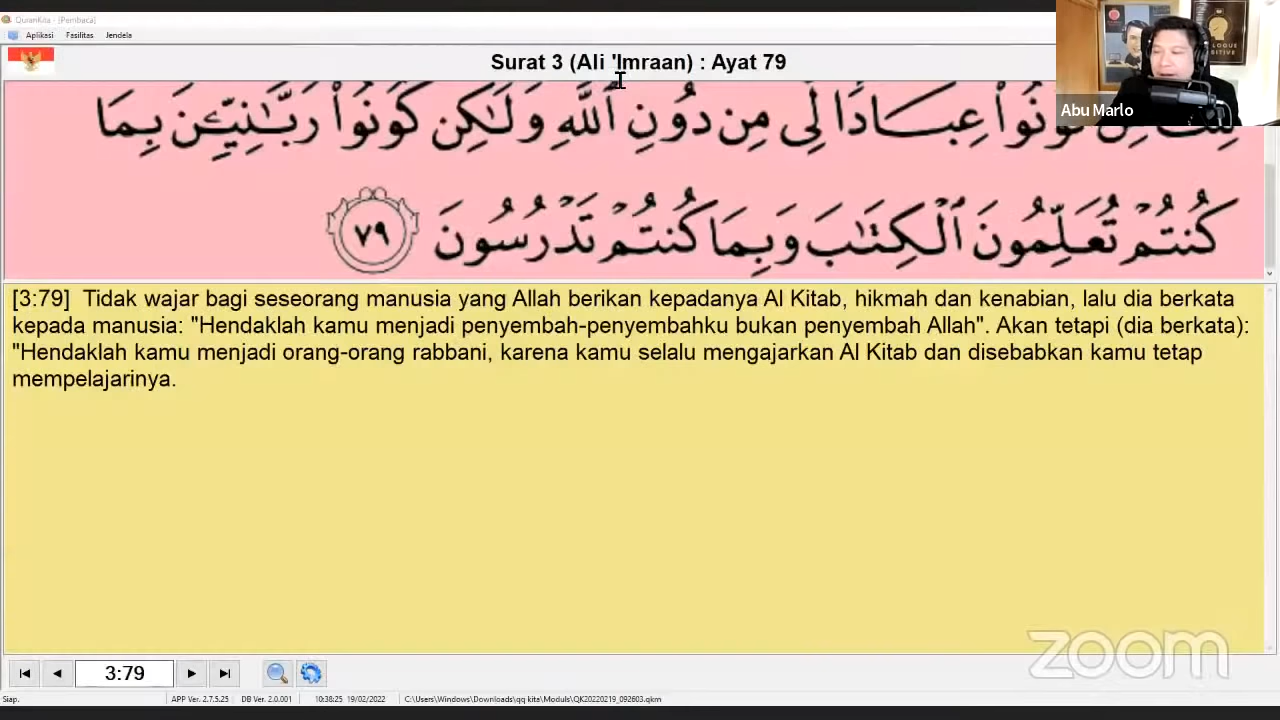 QuranKita - [Pembaca]
Aplikasi Fasilitas Jendela
Surat 3 (Ali 'Imraan) : Ayat 79
Abu Marlo
عِبَادًا لِّى مِن دُونِ ٱللَّهِ وَلَـٰكِن كُونُوا۟ رَبَّـٰنِيِّـۧنَ بِمَا
كُنتُمْ تُعَلِّمُونَ ٱلْكِتَـٰبَ وَبِمَا كُنتُمْ تَدْرُسُونَ ٧٩
[3:79] Tidak wajar bagi seseorang manusia yang Allah berikan kepadanya Al Kitab, hikmah dan kenabian, lalu dia berkata
kepada manusia: "Hendaklah kamu menjadi penyembah-penyembahku bukan penyembah Allah". Akan tetapi (dia berkata):
"Hendaklah kamu menjadi orang-orang rabbani, karena kamu selalu mengajarkan Al Kitab dan disebabkan kamu tetap
mempelajarinya.
zoom
3:79
Siap. APP Ver. 2.7.5.25 DB Ver. 2.0.001 10:38:25 19/02/2022 C:\Users\Windows\Downloads\qq kita\Moduls\QK20220219_092603.qkm